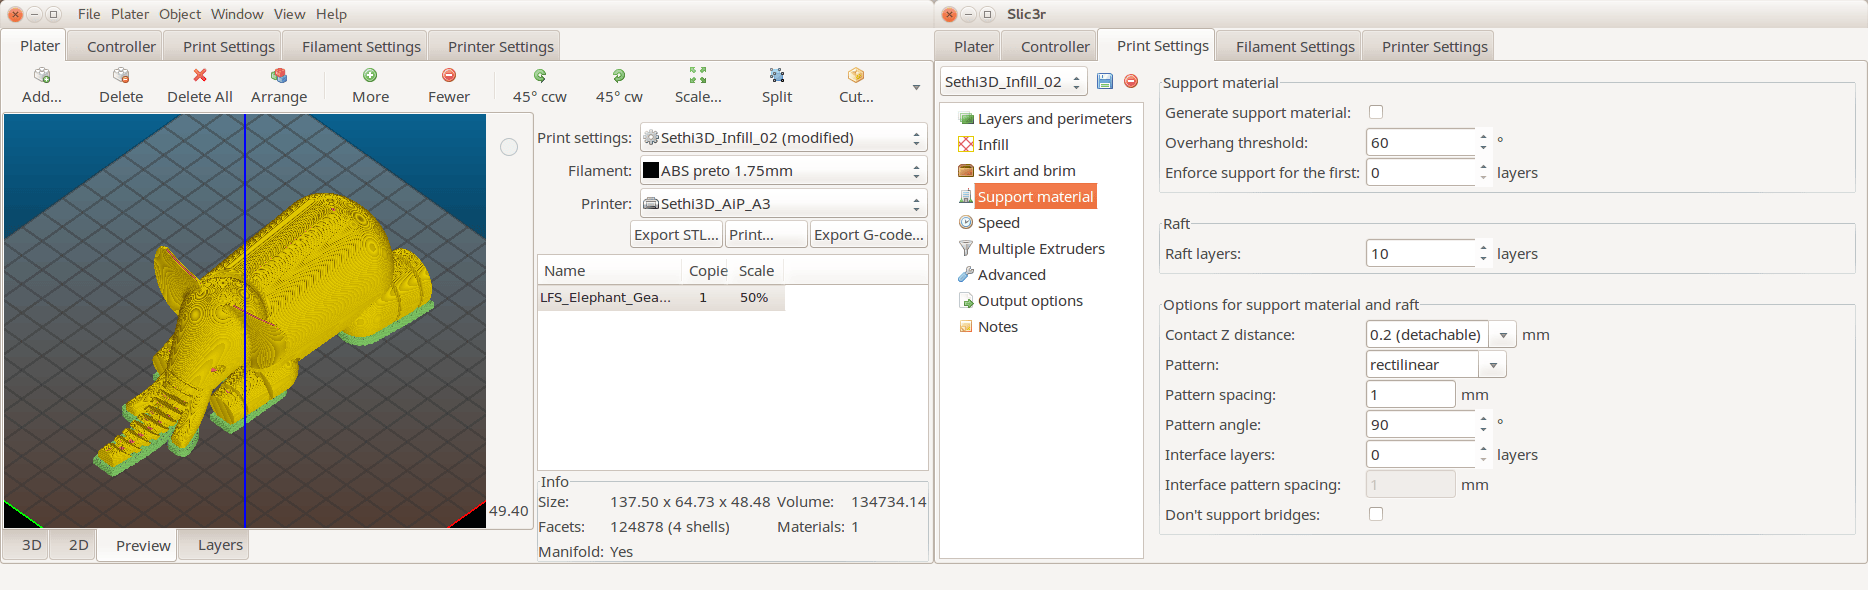 File Plater Object Window View Help
Plater Controller Print Settings Filament Settings Printer Settings
Add... Delete Delete All Arrange More Fewer 45° ccw 45° cw Scale... Split Cut...
Print settings: Sethi3D_Infill_02 (modified)
Filament: ABS preto 1.75mm
Printer: Sethi3D_AiP_A3
Export STL... Print... Export G-code...
Name Copie Scale
LFS_Elephant_Gea... 1 50%
49.40
Info
Size: 137.50 x 64.73 x 48.48 Volume: 134734.14
Facets: 124878 (4 shells) Materials: 1
Manifold: Yes
3D 2D Preview Layers
Slic3r
Plater Controller Print Settings Filament Settings Printer Settings
Sethi3D_Infill_02
Layers and perimeters
Infill
Skirt and brim
Support material
Speed
Multiple Extruders
Advanced
Output options
Notes
Support material
Generate support material:
Overhang threshold: 60 °
Enforce support for the first: 0 layers
Raft
Raft layers: 10 layers
Options for support material and raft
Contact Z distance: 0.2 (detachable) mm
Pattern: rectilinear
Pattern spacing: 1 mm
Pattern angle: 90 °
Interface layers: 0 layers
Interface pattern spacing: 1 mm
Don't support bridges: